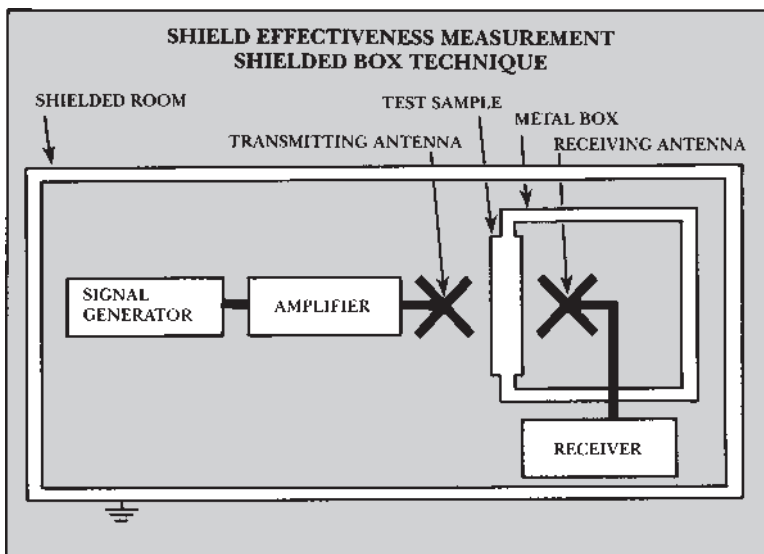 SHIELD EFFECTIVENESS MEASUREMENT
SHIELDED BOX TECHNIQUE
SHIELDED ROOM
TEST SAMPLE
METAL BOX
TRANSMITTING ANTENNA
RECEIVING ANTENNA
SIGNAL
GENERATOR
AMPLIFIER
RECEIVER